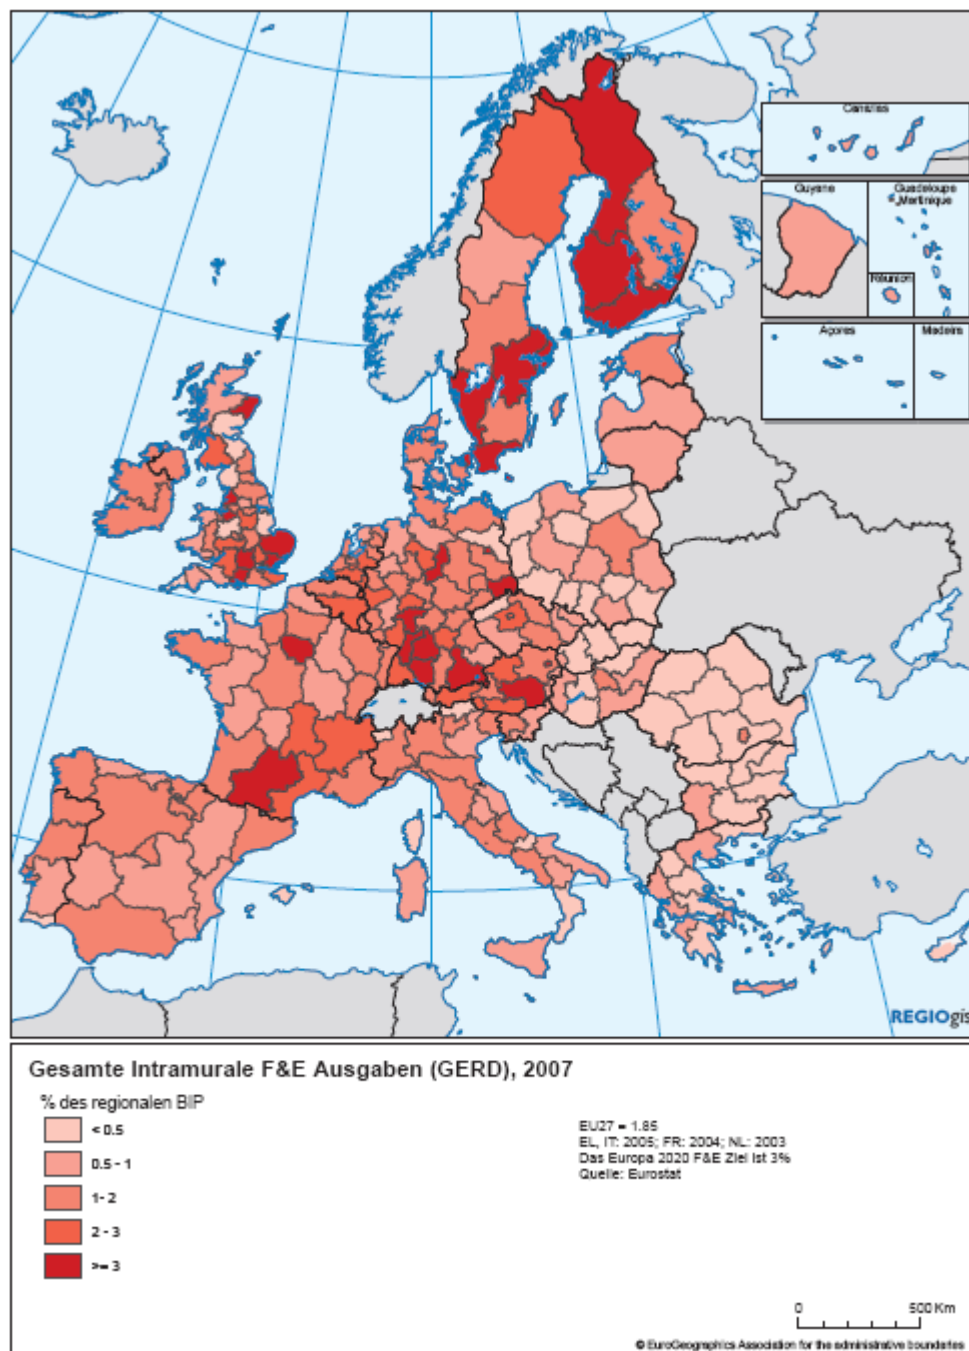 Canarias
Guyane
Guadeloupe
Martinique
Réunion
Açores
Madeira
REGIOgis
Gesamte Intramurale F&E Ausgaben (GERD), 2007
% des regionalen BIP
< 0.5
0.5 - 1
1- 2
2 - 3
>= 3
EU27 = 1.85
EL, IT: 2005; FR: 2004; NL: 2003
Das Europa 2020 F&E Ziel ist 3%
Quelle: Eurostat
0 500 Km
© EuroGeographics Association for the administrative boundaries